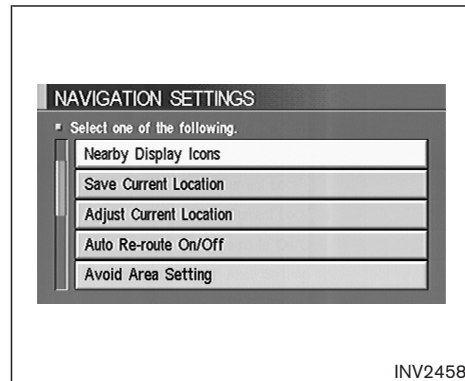 NAVIGATION SETTINGS
Select one of the following.
Nearby Display Icons
Save Current Location
Adjust Current Location
Auto Re-route On/Off
Avoid Area Setting
INV2458